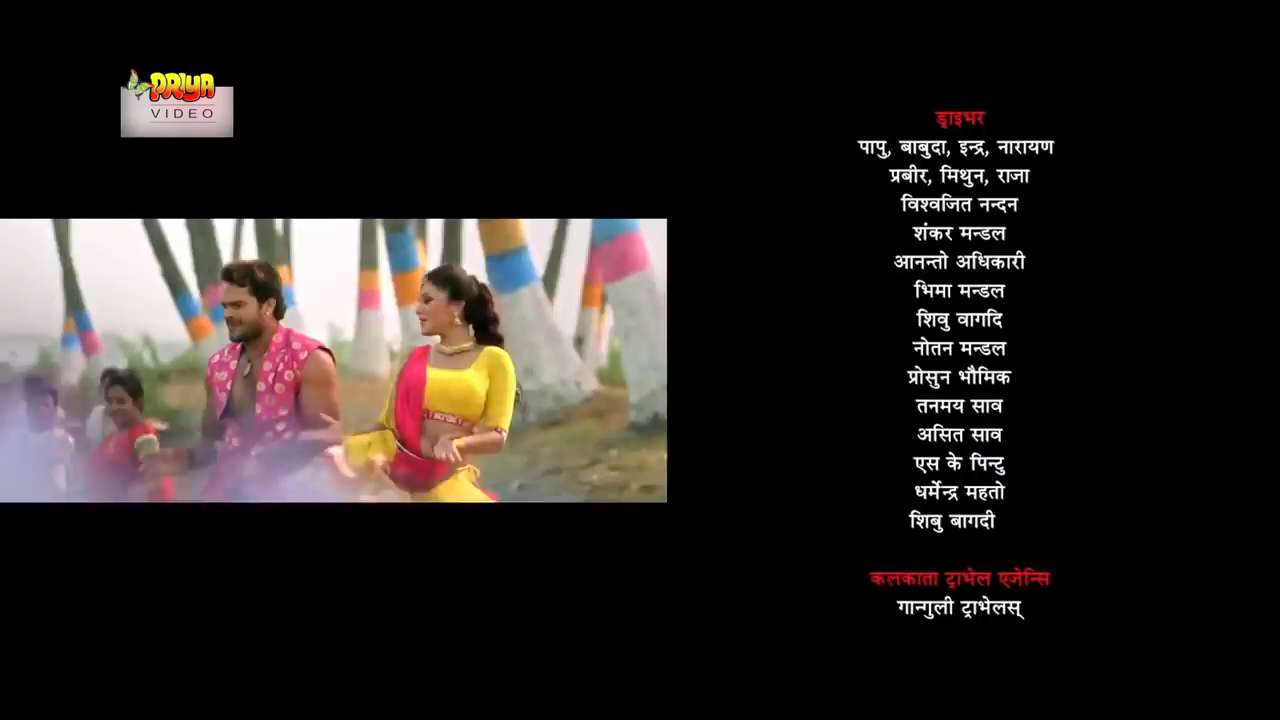 PRIYA
VIDEO
ड्राइभर
पापु, बाबुदा, इन्द्र, नारायण
प्रबीर, मिथुन, राजा
विश्वजित नन्दन
शंकर मन्डल
आनन्तो अधिकारी
भिमा मन्डल
शिवु वागदि
नोतन मन्डल
प्रोसुन भौमिक
तनमय साव
असित साव
एस के पिन्टु
धर्मेन्द्र महतो
शिबु बागदी
कलकाता ट्राभेल एजेन्सि
गान्गुली ट्राभेलस्